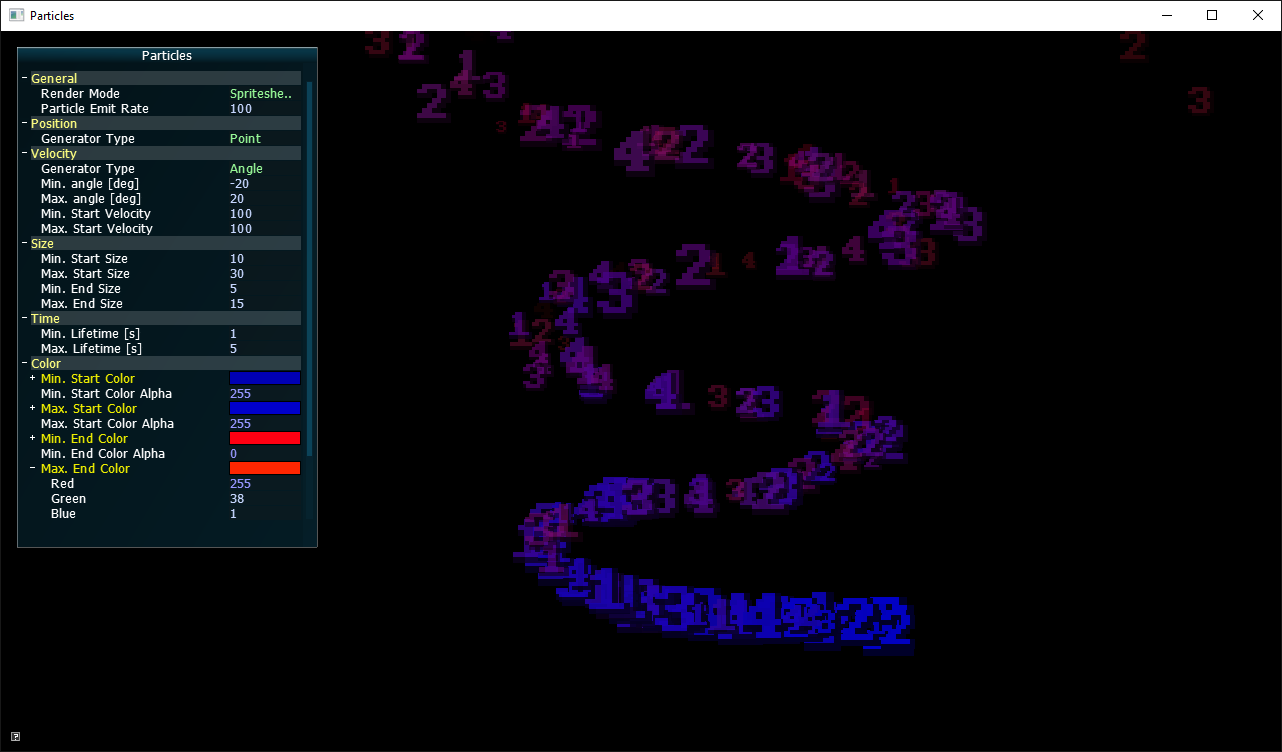 Particles
Particles
General
Render Mode Spriteshe..
Particle Emit Rate 100
Position
Generator Type Point
Velocity
Generator Type Angle
Min. angle [deg] -20
Max. angle [deg] 20
Min. Start Velocity 100
Max. Start Velocity 100
Size
Min. Start Size 10
Max. Start Size 30
Min. End Size 5
Max. End Size 15
Time
Min. Lifetime [s] 1
Max. Lifetime [s] 5
Color
Min. Start Color
Min. Start Color Alpha 255
Max. Start Color
Max. Start Color Alpha 255
Min. End Color
Min. End Color Alpha 0
Max. End Color
Red 255
Green 38
Blue 1